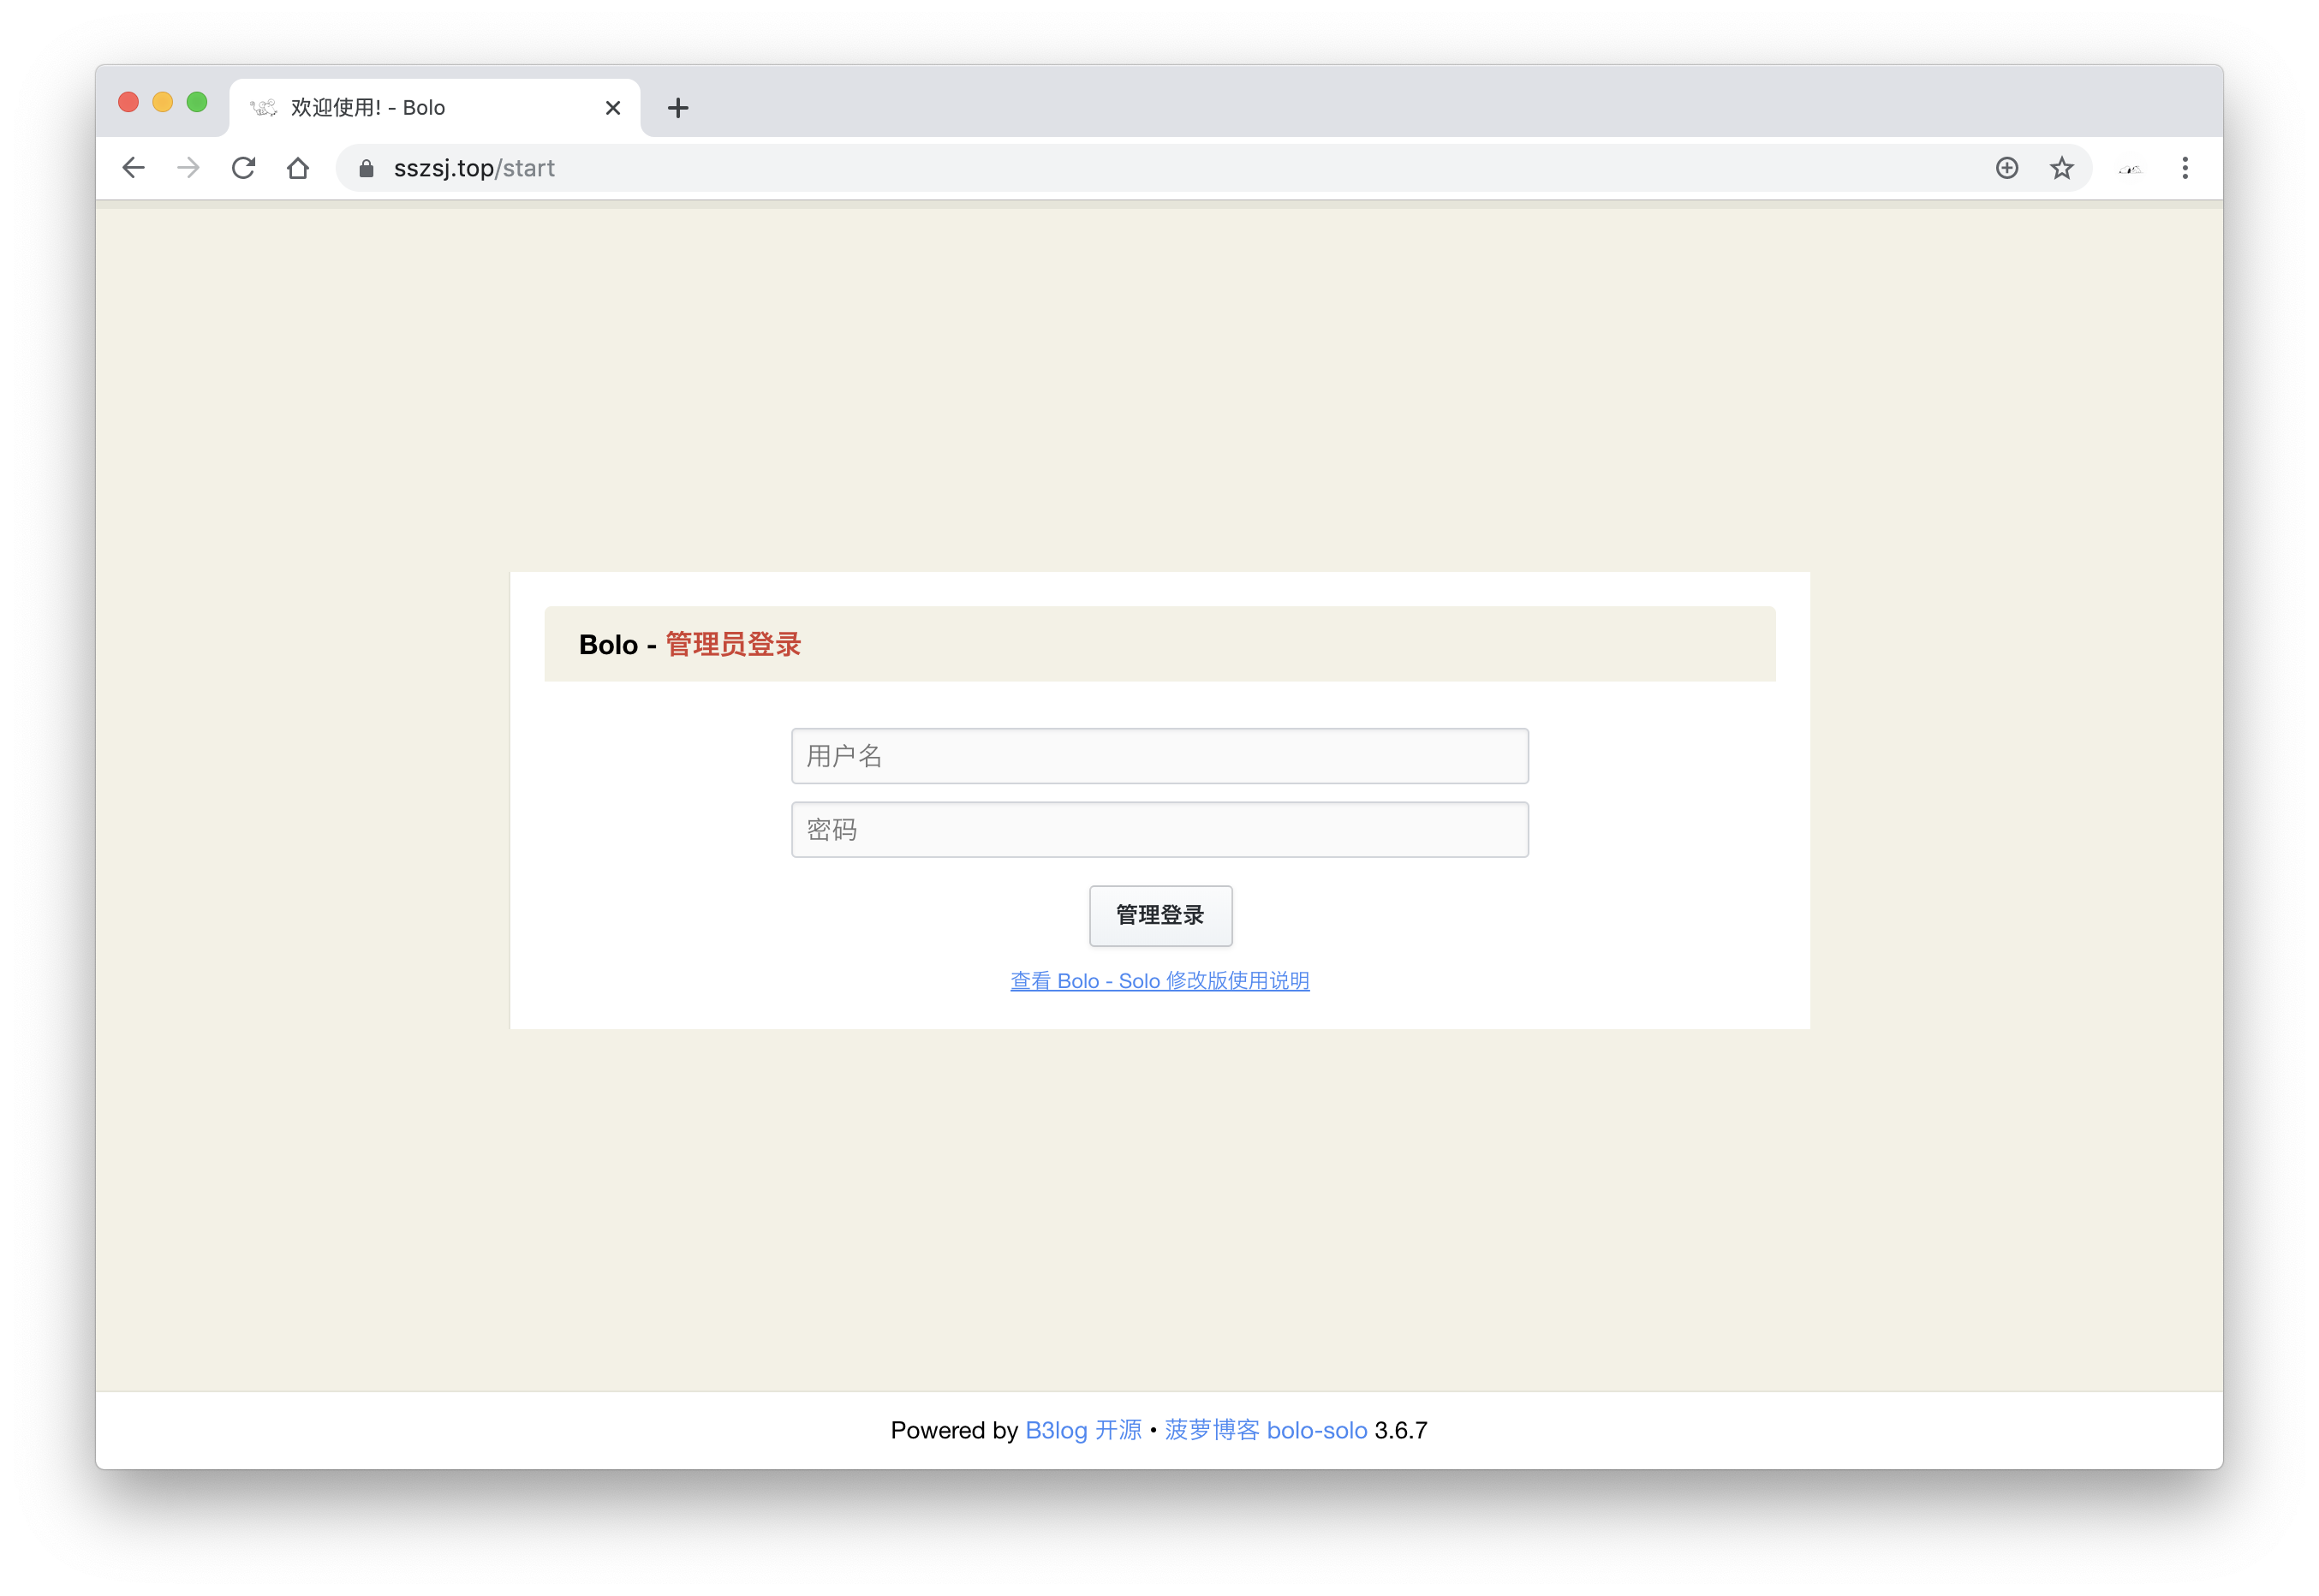 欢迎使用! - Bolo
sszsj.top/start
Bolo - 管理员登录
用户名
密码
管理登录
查看 Bolo - Solo 修改版使用说明
Powered by B3log 开源 • 菠萝博客 bolo-solo 3.6.7